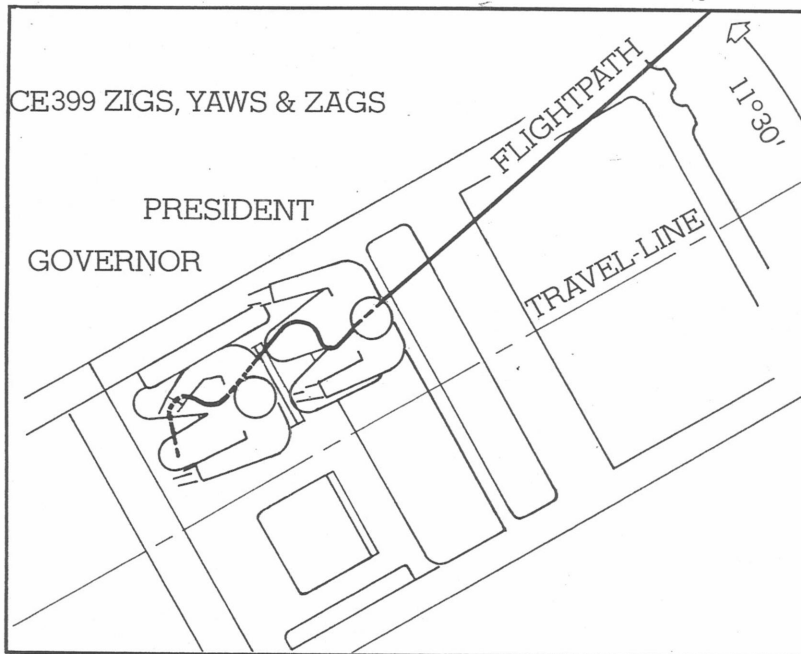 CE399 ZIGS, YAWS & ZAGS
FLIGHTPATH
11°30'
PRESIDENT
GOVERNOR
TRAVEL-LINE